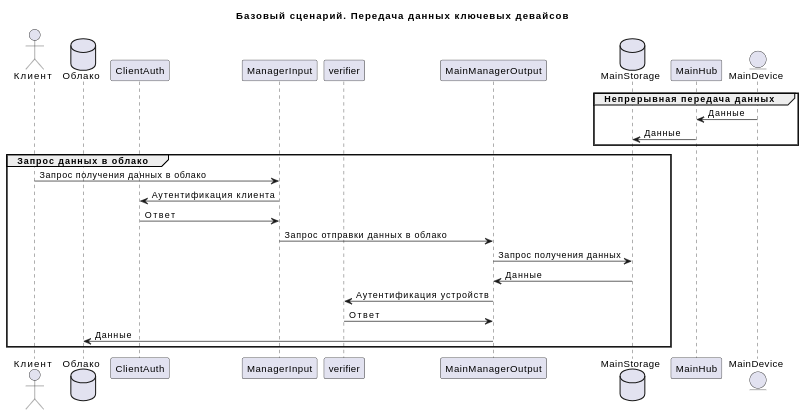 Базовый сценарий. Передача данных ключевых девайсов
Клиент Облако ClientAuth ManagerInput verifier MainManagerOutput MainStorage MainHub MainDevice
Непрерывная передача данных
Данные
Данные
Запрос данных в облако
Запрос получения данных в облако
Аутентификация клиента
Ответ
Запрос отправки данных в облако
Запрос получения данных
Данные
Аутентификация устройств
Ответ
Данные
Клиент Облако ClientAuth ManagerInput verifier MainManagerOutput MainStorage MainHub MainDevice